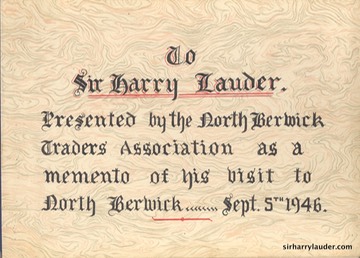 To
Sir Harry Lauder.
Presented by the North Berwick
Traders Association as a
memento of his visit to
North Berwick........ Sept. 5TH 1946.
sirharrylauder.com